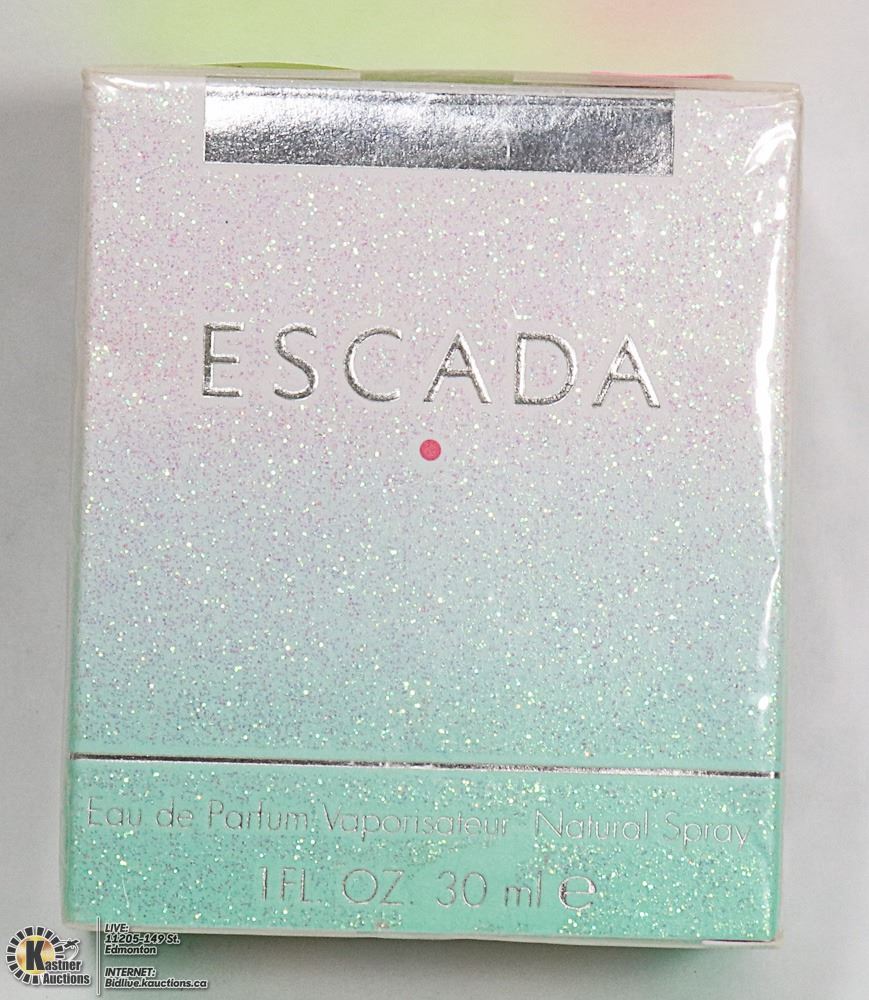 ESCADA
Eau de Parfum Vaporisateur Natural Spray
1 FL. OZ. 30 ml e
Kastner
Auctions
LIVE:
11205-149 St.
Edmonton
INTERNET:
Bidlive.kauctions.ca